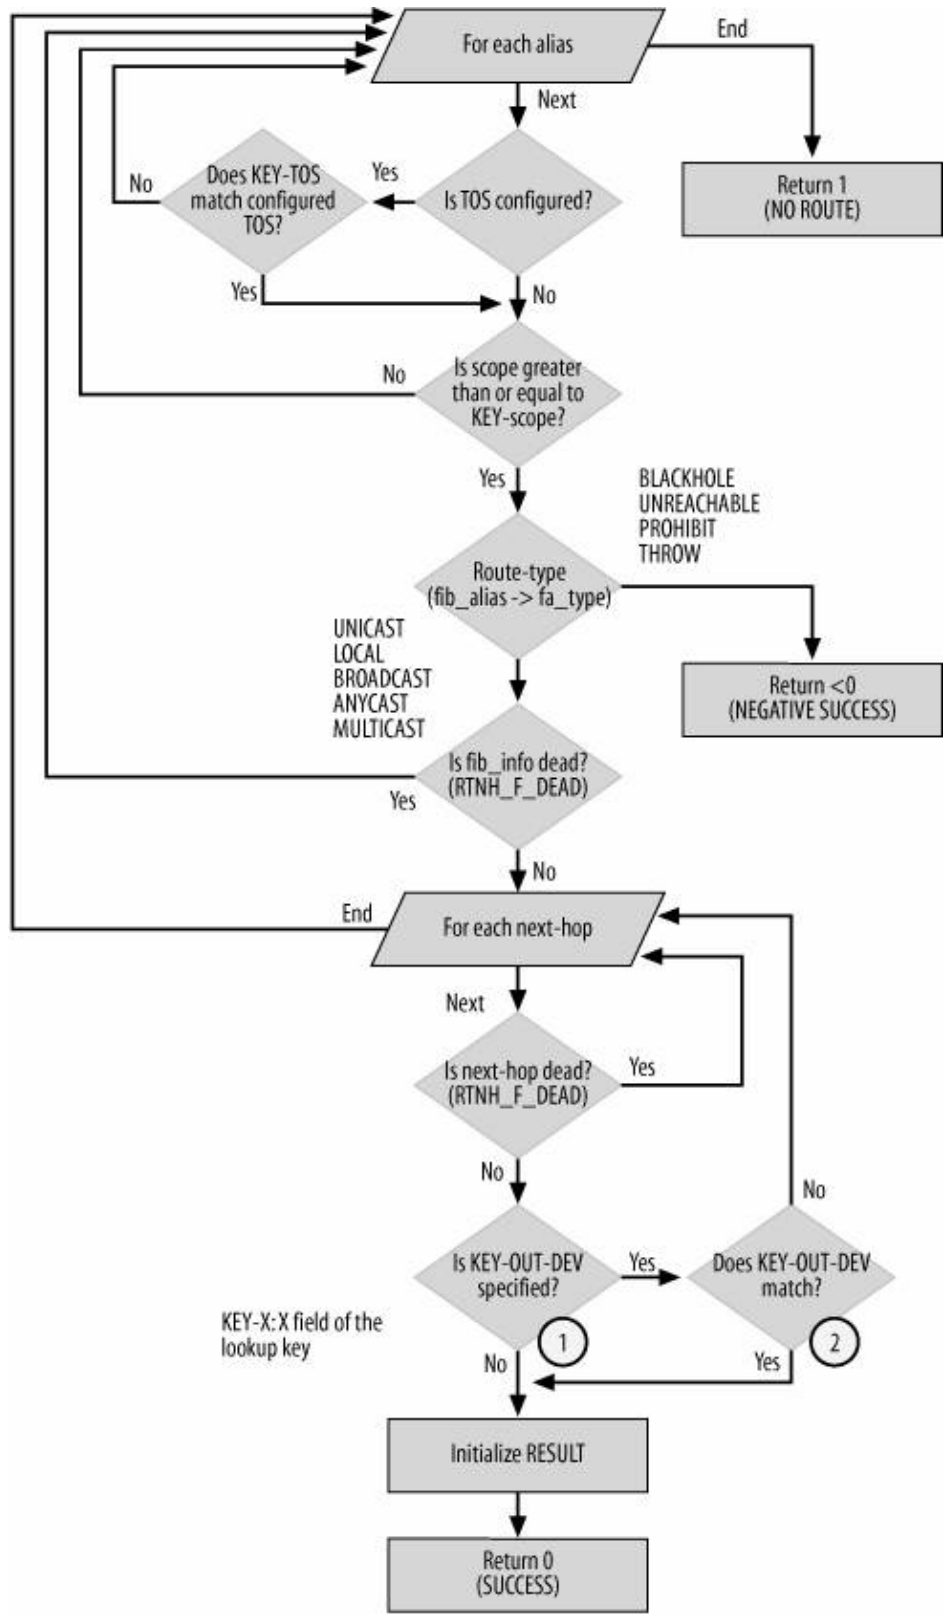 For each alias
End
Next
Return 1
(NO ROUTE)
No
Does KEY-TOS
match configured
TOS?
Yes
Is TOS configured?
Yes
No
No
Is scope greater
than or equal to
KEY-scope?
Yes
BLACKHOLE
UNREACHABLE
PROHIBIT
THROW
Route-type
(fib_alias -> fa_type)
UNICAST
LOCAL
BROADCAST
ANYCAST
MULTICAST
Return <0
(NEGATIVE SUCCESS)
Is fib_info dead?
(RTNH_F_DEAD)
Yes
No
End
For each next-hop
Next
Is next-hop dead?
(RTNH_F_DEAD)
Yes
No
No
Is KEY-OUT-DEV
specified?
Yes
Does KEY-OUT-DEV
match?
KEY-X: X field of the
lookup key
1
2
No
Yes
Initialize RESULT
Return 0
(SUCCESS)